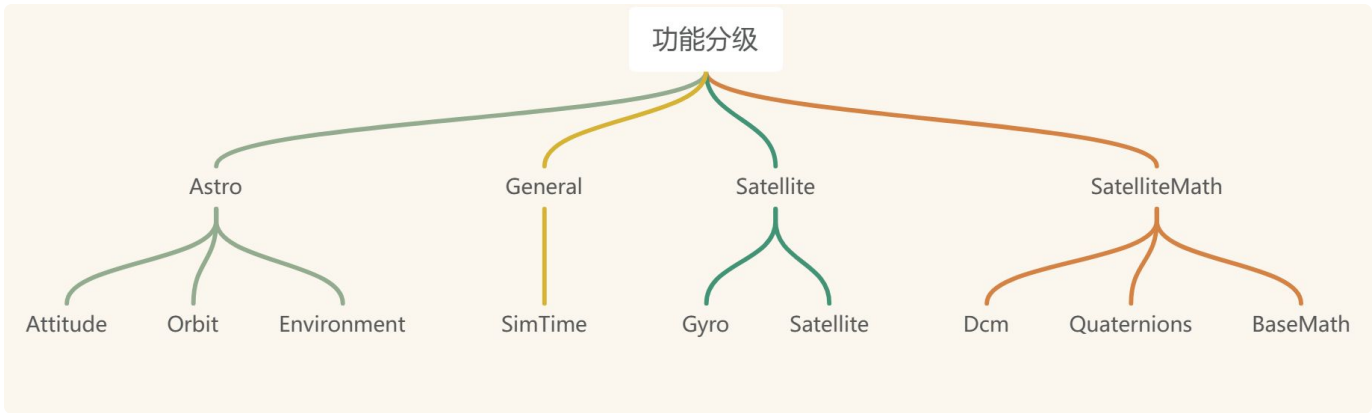 功能分级
Astro General Satellite SatelliteMath
Attitude Orbit Environment SimTime Gyro Satellite Dcm Quaternions BaseMath